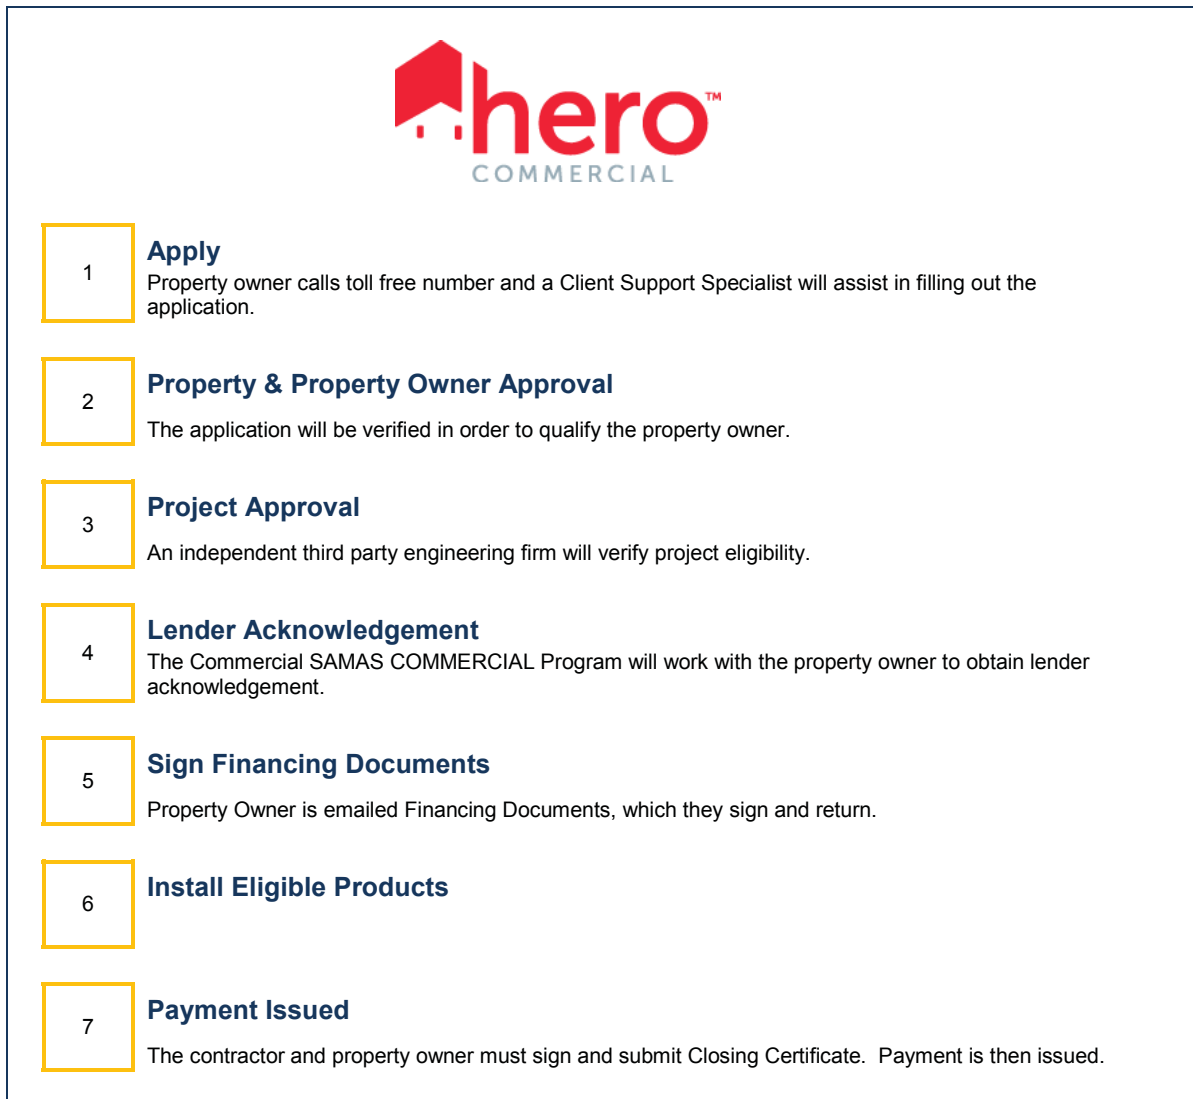 hero™
COMMERCIAL
1
Apply
Property owner calls toll free number and a Client Support Specialist will assist in filling out the
application.
2
Property & Property Owner Approval
The application will be verified in order to qualify the property owner.
3
Project Approval
An independent third party engineering firm will verify project eligibility.
4
Lender Acknowledgement
The Commercial SAMAS COMMERCIAL Program will work with the property owner to obtain lender
acknowledgement.
5
Sign Financing Documents
Property Owner is emailed Financing Documents, which they sign and return.
6
Install Eligible Products
7
Payment Issued
The contractor and property owner must sign and submit Closing Certificate.  Payment is then issued.